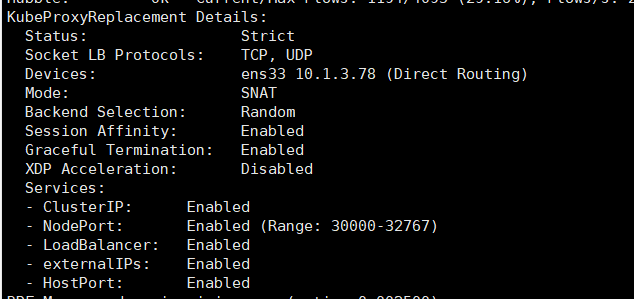 KubeProxyReplacement Details:
Status: Strict
Socket LB Protocols: TCP, UDP
Devices: ens33 10.1.3.78 (Direct Routing)
Mode: SNAT
Backend Selection: Random
Session Affinity: Enabled
Graceful Termination: Enabled
XDP Acceleration: Disabled
Services:
- ClusterIP: Enabled
- NodePort: Enabled (Range: 30000-32767)
- LoadBalancer: Enabled
- externalIPs: Enabled
- HostPort: Enabled